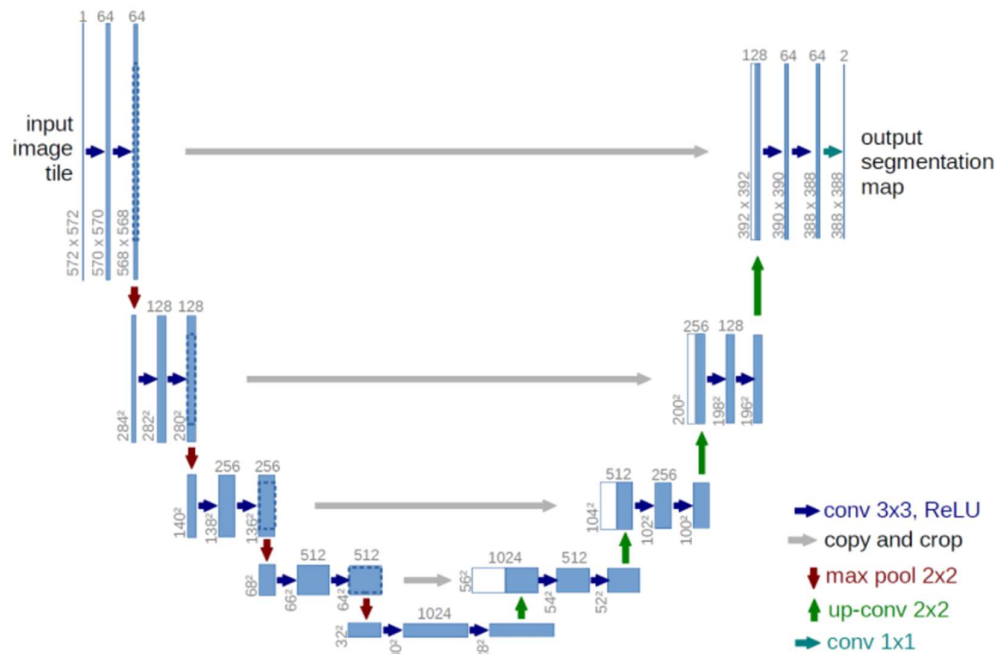 1 64 64
input
image
tile
572 x 572
570 x 570
568 x 568
128 64 64 2
output
segmentation
map
392 x 392
390 x 390
388 x 388
388 x 388
128 128
284²
282²
280²
256 128
200²
198²
196²
256 256
140²
138²
136²
512 256
104²
102²
100²
512 512
68²
66²
64²
1024 512
56²
54²
52²
1024
32²
conv 3x3, ReLU
copy and crop
max pool 2x2
up-conv 2x2
conv 1x1